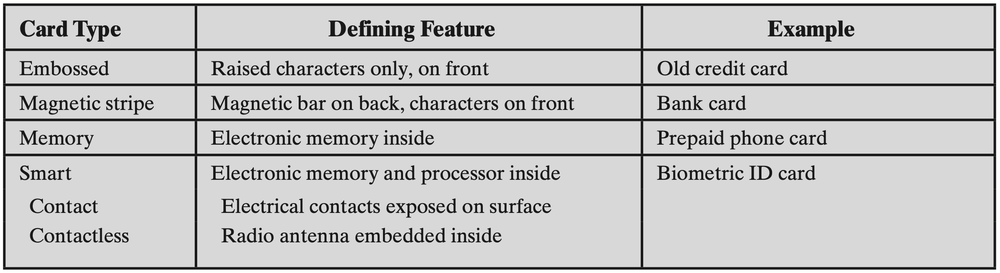 Card Type Defining Feature Example
Embossed Raised characters only, on front Old credit card
Magnetic stripe Magnetic bar on back, characters on front Bank card
Memory Electronic memory inside Prepaid phone card
Smart Electronic memory and processor inside Biometric ID card
Contact Electrical contacts exposed on surface
Contactless Radio antenna embedded inside